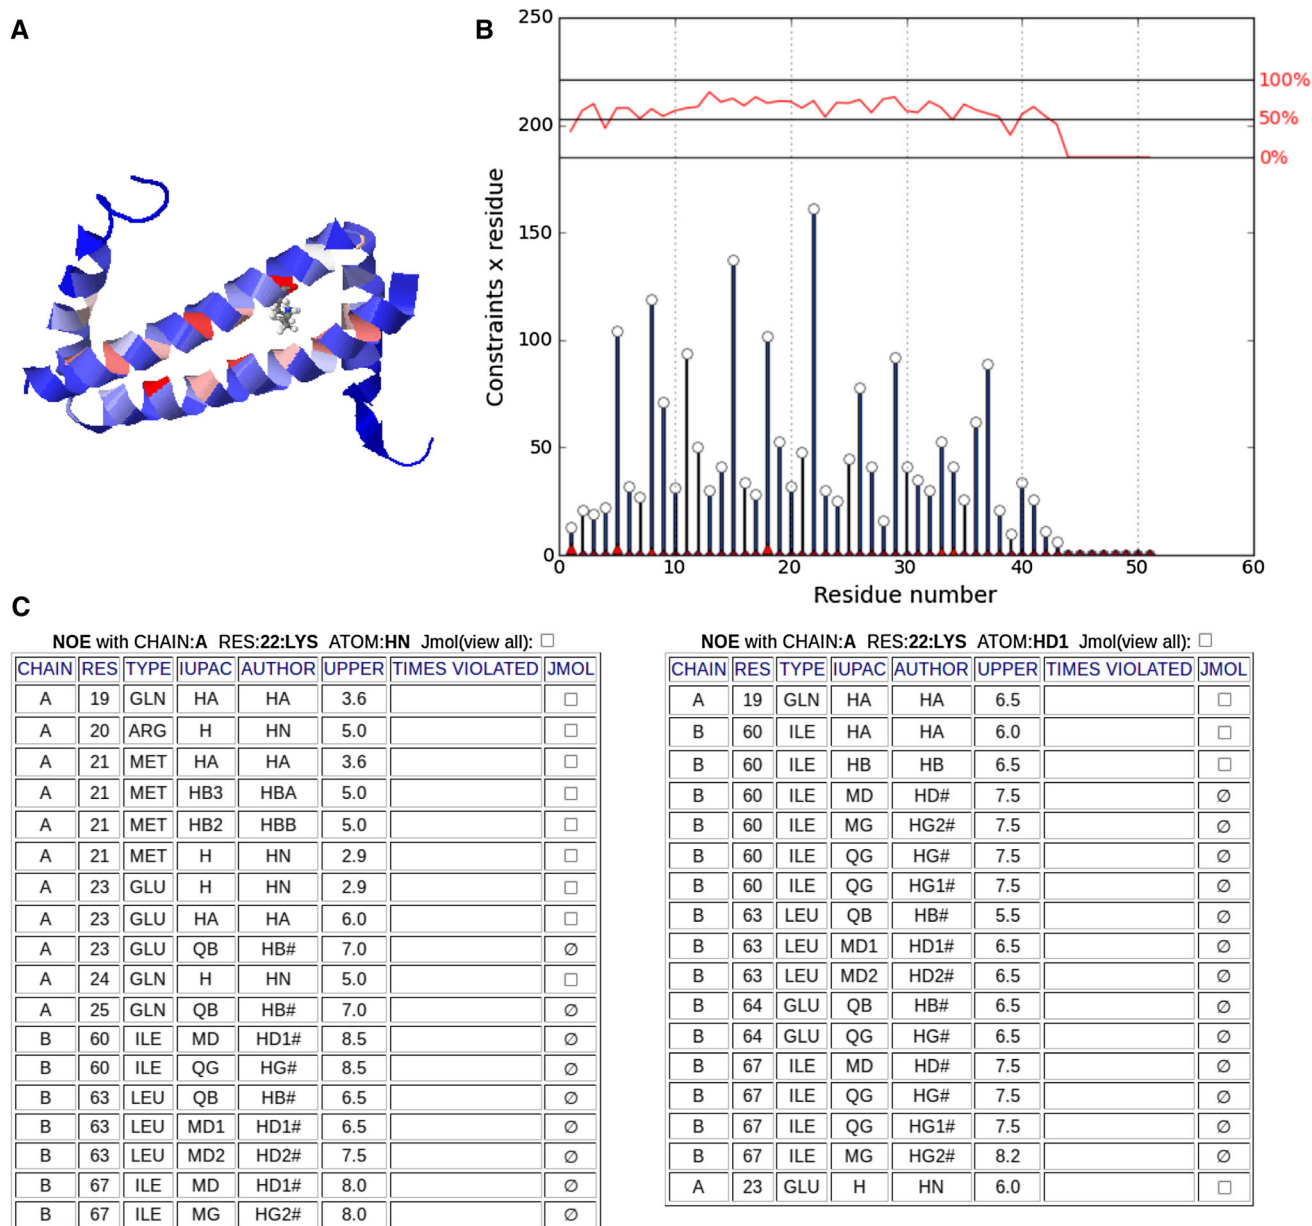 A
B
250
200
150
100
50
0
100%
50%
0%
Constraints x residue
0 10 20 30 40 50 60
Residue number
C
NOE with CHAIN:A RES:22:LYS ATOM:HN Jmol(view all):
CHAIN RES TYPE IUPAC AUTHOR UPPER TIMES VIOLATED JMOL
A 19 GLN HA HA 3.6
A 20 ARG H HN 5.0
A 21 MET HA HA 3.6
A 21 MET HB3 HBA 5.0
A 21 MET HB2 HBB 5.0
A 21 MET H HN 2.9
A 23 GLU H HN 2.9
A 23 GLU HA HA 6.0
A 23 GLU QB HB# 7.0 ∅
A 24 GLN H HN 5.0
A 25 GLN QB HB# 7.0 ∅
B 60 ILE MD HD1# 8.5 ∅
B 60 ILE QG HG# 8.5 ∅
B 63 LEU QB HB# 6.5 ∅
B 63 LEU MD1 HD1# 6.5 ∅
B 63 LEU MD2 HD2# 7.5 ∅
B 67 ILE MD HD1# 8.0 ∅
B 67 ILE MG HG2# 8.0 ∅
NOE with CHAIN:A RES:22:LYS ATOM:HD1 Jmol(view all):
CHAIN RES TYPE IUPAC AUTHOR UPPER TIMES VIOLATED JMOL
A 19 GLN HA HA 6.5
B 60 ILE HA HA 6.0
B 60 ILE HB HB 6.5
B 60 ILE MD HD# 7.5 ∅
B 60 ILE MG HG2# 7.5 ∅
B 60 ILE QG HG# 7.5 ∅
B 60 ILE QG HG1# 7.5 ∅
B 63 LEU QB HB# 5.5 ∅
B 63 LEU MD1 HD1# 6.5 ∅
B 63 LEU MD2 HD2# 6.5 ∅
B 64 GLU QB HB# 6.5 ∅
B 64 GLU QG HG# 6.5 ∅
B 67 ILE MD HD# 7.5 ∅
B 67 ILE QG HG# 7.5 ∅
B 67 ILE QG HG1# 7.5 ∅
B 67 ILE MG HG2# 8.2 ∅
A 23 GLU H HN 6.0